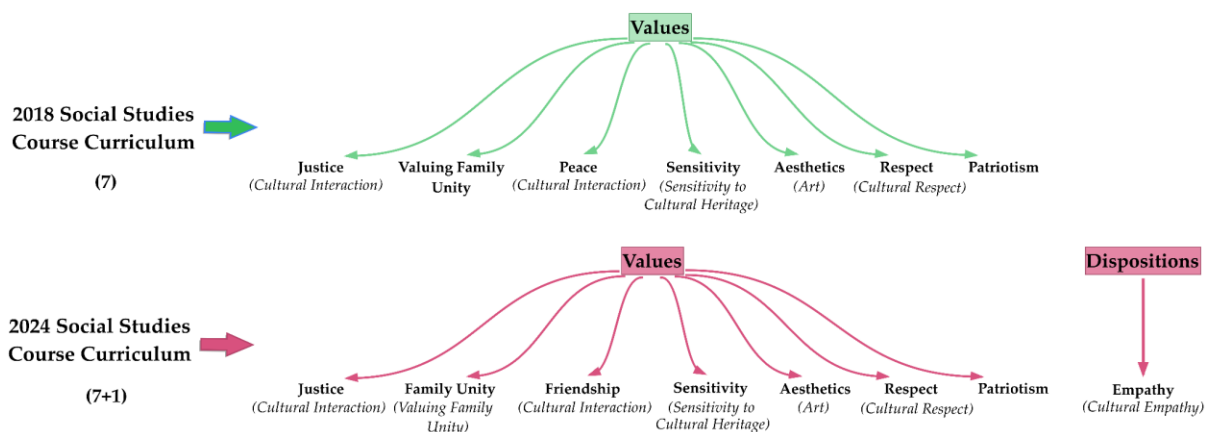 Values
2018 Social Studies
Course Curriculum
(7)
Justice
(Cultural Interaction)
Valuing Family
Unity
Peace
(Cultural Interaction)
Sensitivity
(Sensitivity to
Cultural Heritage)
Aesthetics
(Art)
Respect
(Cultural Respect)
Patriotism
Values
Dispositions
2024 Social Studies
Course Curriculum
(7+1)
Justice
(Cultural Interaction)
Family Unity
(Valuing Family
Unity)
Friendship
(Cultural Interaction)
Sensitivity
(Sensitivity to
Cultural Heritage)
Aesthetics
(Art)
Respect
(Cultural Respect)
Patriotism
Empathy
(Cultural Empathy)